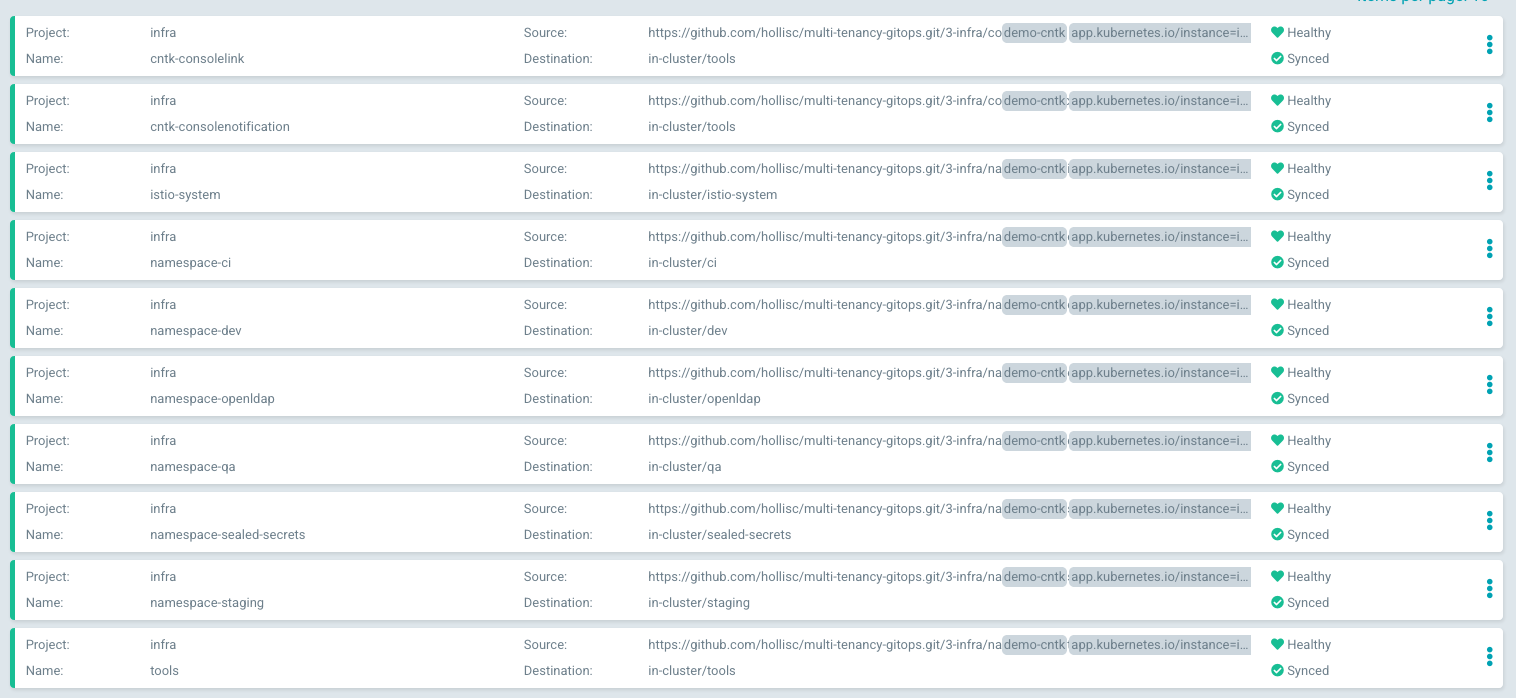 Project: infra Source: https://github.com/hollisc/multi-tenancy-gitops.git/3-infra/co demo-cntk app.kubernetes.io/instance=i... Healthy
Name: cntk-consolelink Destination: in-cluster/tools Synced
Project: infra Source: https://github.com/hollisc/multi-tenancy-gitops.git/3-infra/co demo-cntk app.kubernetes.io/instance=i... Healthy
Name: cntk-consolenotification Destination: in-cluster/tools Synced
Project: infra Source: https://github.com/hollisc/multi-tenancy-gitops.git/3-infra/na demo-cntk app.kubernetes.io/instance=i... Healthy
Name: istio-system Destination: in-cluster/istio-system Synced
Project: infra Source: https://github.com/hollisc/multi-tenancy-gitops.git/3-infra/na demo-cntk app.kubernetes.io/instance=i... Healthy
Name: namespace-ci Destination: in-cluster/ci Synced
Project: infra Source: https://github.com/hollisc/multi-tenancy-gitops.git/3-infra/na demo-cntk app.kubernetes.io/instance=i... Healthy
Name: namespace-dev Destination: in-cluster/dev Synced
Project: infra Source: https://github.com/hollisc/multi-tenancy-gitops.git/3-infra/na demo-cntk app.kubernetes.io/instance=i... Healthy
Name: namespace-openldap Destination: in-cluster/openldap Synced
Project: infra Source: https://github.com/hollisc/multi-tenancy-gitops.git/3-infra/na demo-cntk app.kubernetes.io/instance=i... Healthy
Name: namespace-qa Destination: in-cluster/qa Synced
Project: infra Source: https://github.com/hollisc/multi-tenancy-gitops.git/3-infra/na demo-cntk app.kubernetes.io/instance=i... Healthy
Name: namespace-sealed-secrets Destination: in-cluster/sealed-secrets Synced
Project: infra Source: https://github.com/hollisc/multi-tenancy-gitops.git/3-infra/na demo-cntk app.kubernetes.io/instance=i... Healthy
Name: namespace-staging Destination: in-cluster/staging Synced
Project: infra Source: https://github.com/hollisc/multi-tenancy-gitops.git/3-infra/na demo-cntk app.kubernetes.io/instance=i... Healthy
Name: tools Destination: in-cluster/tools Synced